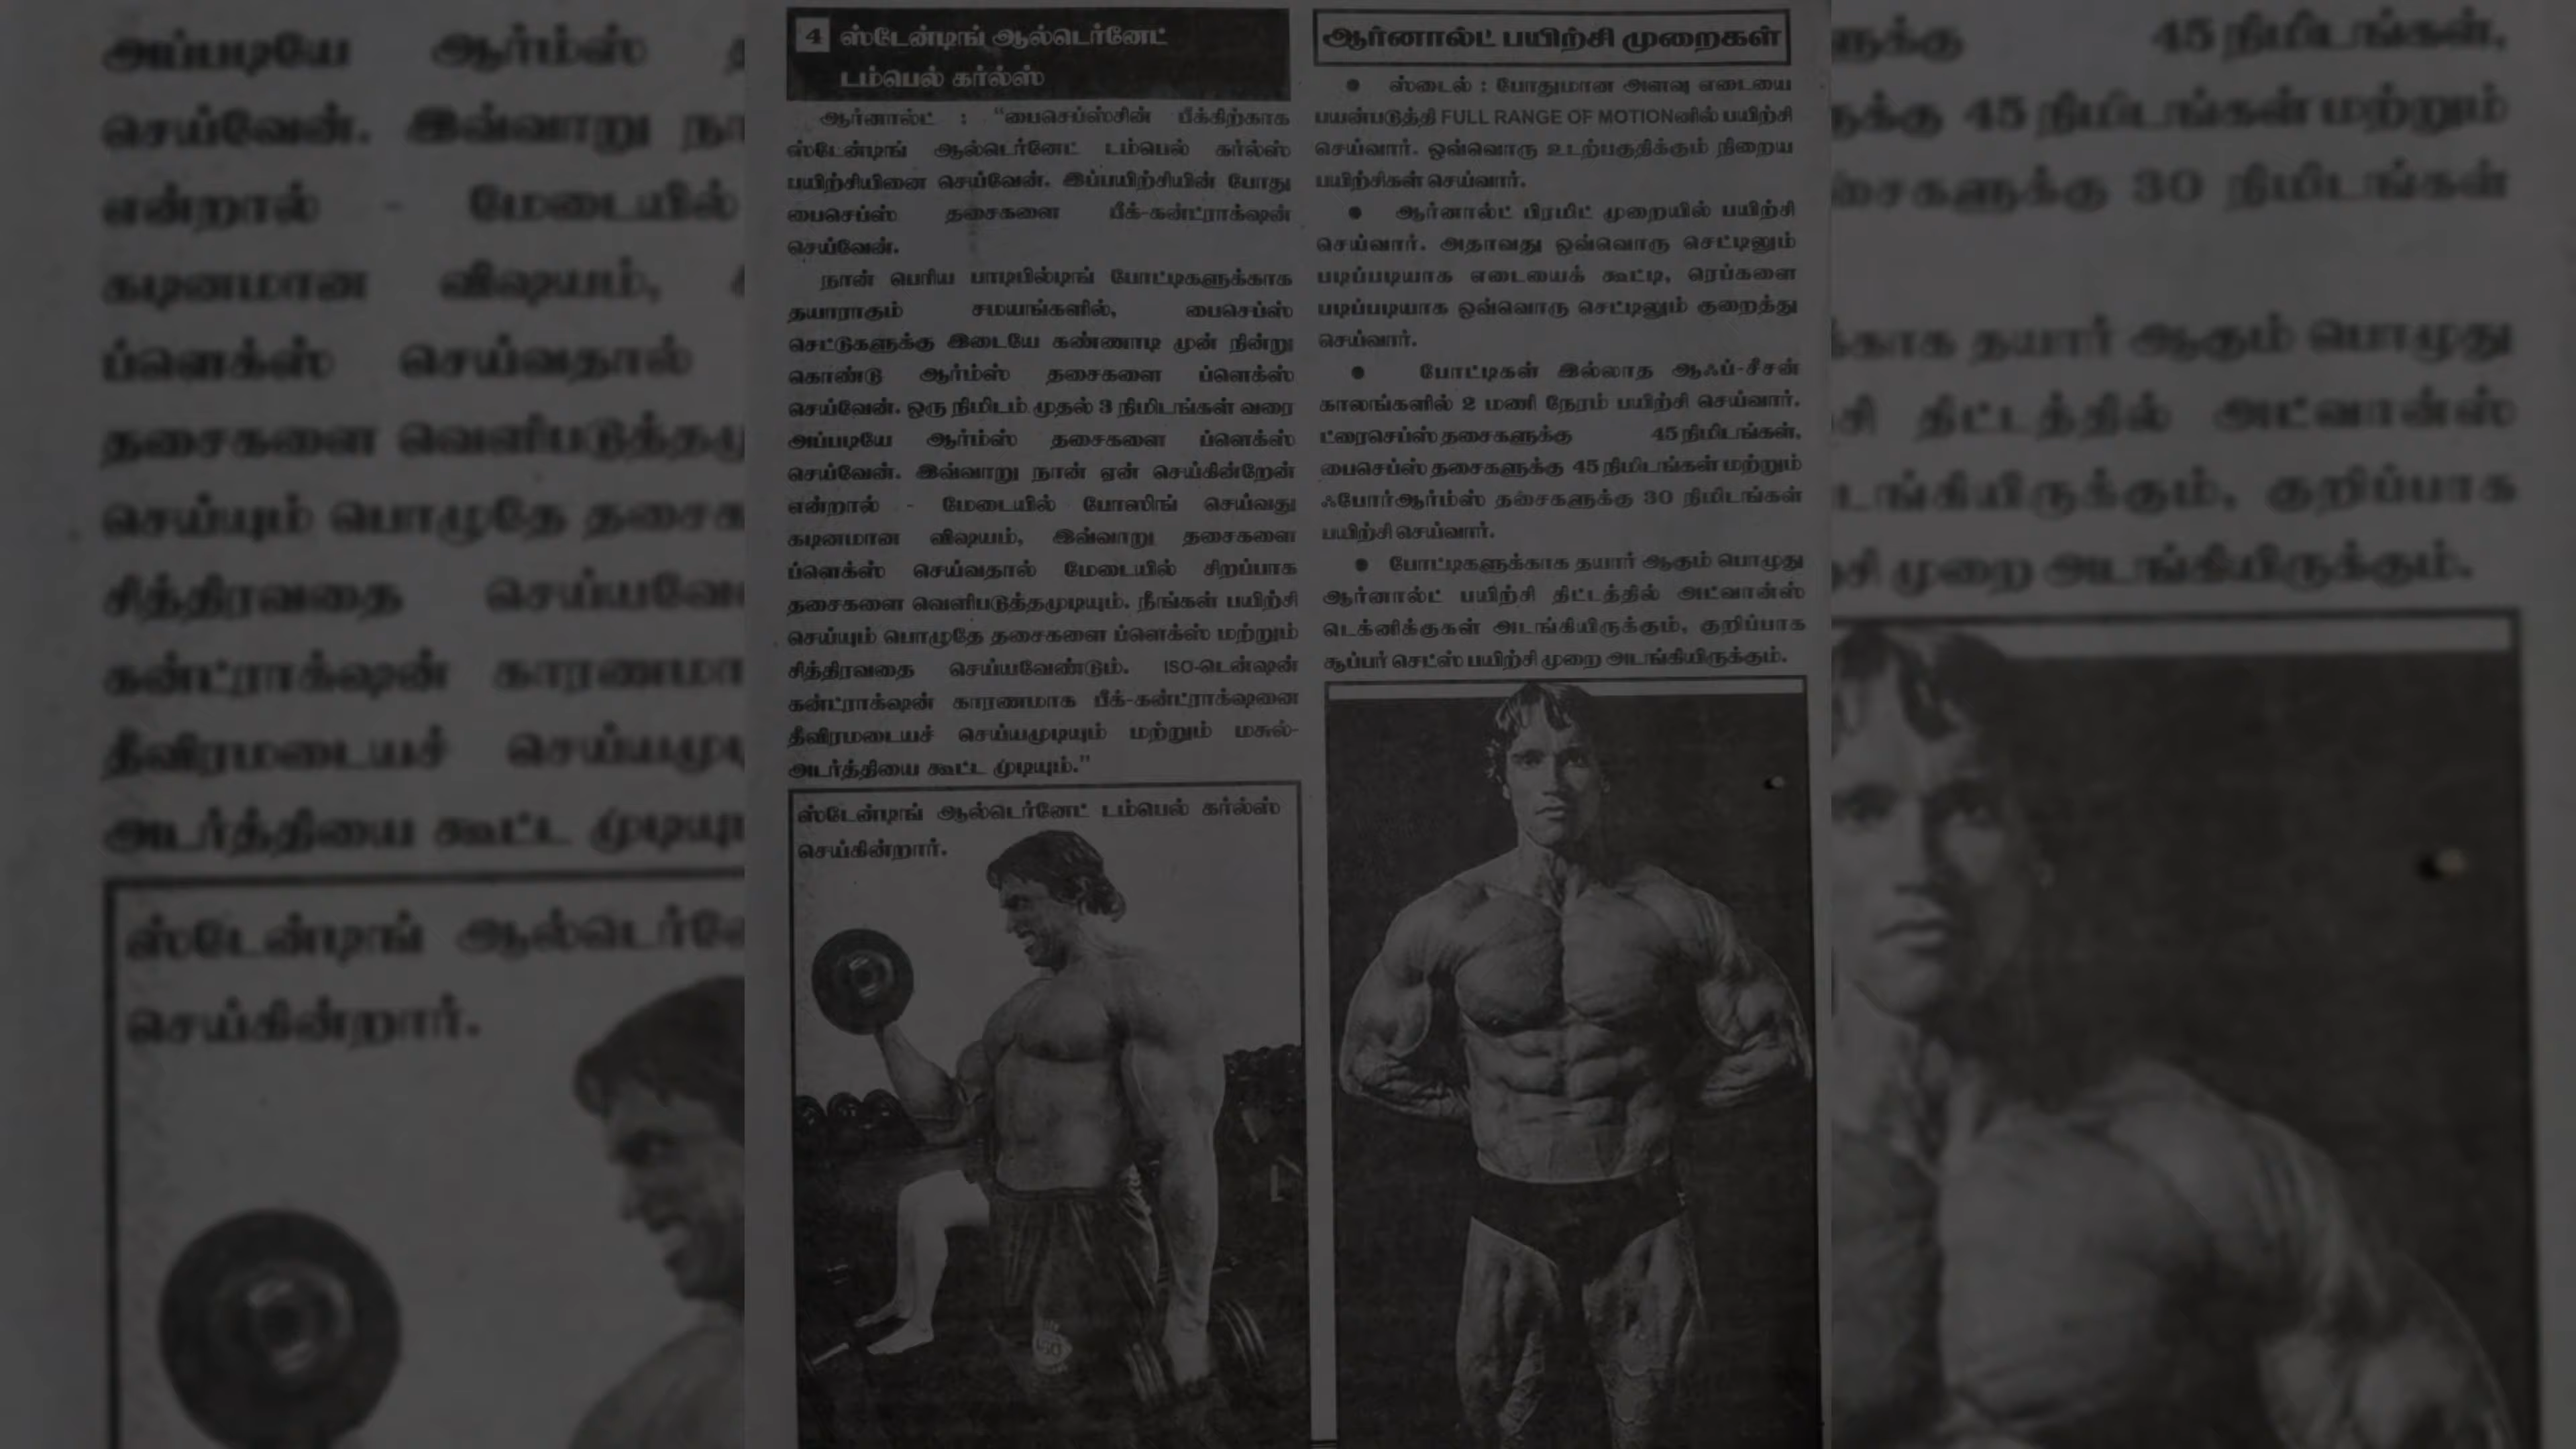 4 ஸ்டேன்டிங் ஆல்டெர்னேட்
டம்பெல் கர்ல்ஸ்
ஆர்னால்ட் : “பைசெப்ஸ்சின் பீக்கிற்காக
ஸ்டேன்டிங் ஆல்டெர்னேட் டம்பெல் கர்ல்ஸ்
பயிற்சியினை செய்வேன். இப்பயிற்சியின் போது
பைசெப்ஸ் தசைகளை பீக்-கன்ட்ராக்ஷன்
செய்வேன்.
நான் பெரிய பாடிபில்டிங் போட்டிகளுக்காக
தயாராகும் சமயங்களில், பைசெப்ஸ்
செட்டுகளுக்கு இடையே கண்ணாடி முன் நின்று
கொண்டு ஆர்ம்ஸ் தசைகளை ப்ளெக்ஸ்
செய்வேன். ஒரு நிமிடம் முதல் 3 நிமிடங்கள் வரை
அப்படியே ஆர்ம்ஸ் தசைகளை ப்ளெக்ஸ்
செய்வேன். இவ்வாறு நான் ஏன் செய்கின்றேன்
என்றால் - மேடையில் போஸிங் செய்வது
கடினமான விஷயம், இவ்வாறு தசைகளை
ப்ளெக்ஸ் செய்வதால் மேடையில் சிறப்பாக
தசைகளை வெளிபடுத்தமுடியும். நீங்கள் பயிற்சி
செய்யும் பொழுதே தசைகளை ப்ளெக்ஸ் மற்றும்
சித்திரவதை செய்யவேண்டும். ISO-டென்ஷன்
கன்ட்ராக்ஷன் காரணமாக பீக்-கன்ட்ராக்ஷனை
தீவிரமடையச் செய்யமுடியும் மற்றும் மசுல்-
அடர்த்தியை கூட்ட முடியும்.”
ஸ்டேன்டிங் ஆல்டெர்னேட் டம்பெல் கர்ல்ஸ்
செய்கின்றார்.
ஆர்னால்ட் பயிற்சி முறைகள்
● ஸ்டைல் : போதுமான அளவு எடையை
பயன்படுத்தி FULL RANGE OF MOTIONனில் பயிற்சி
செய்வார். ஒவ்வொரு உடற்பகுதிக்கும் நிறைய
பயிற்சிகள் செய்வார்.
● ஆர்னால்ட் பிரமிட் முறையில் பயிற்சி
செய்வார். அதாவது ஒவ்வொரு செட்டிலும்
படிப்படியாக எடையைக் கூட்டி, ரெப்களை
படிப்படியாக ஒவ்வொரு செட்டிலும் குறைத்து
செய்வார்.
● போட்டிகள் இல்லாத ஆஃப்-சீசன்
காலங்களில் 2 மணி நேரம் பயிற்சி செய்வார்.
ட்ரைசெப்ஸ் தசைகளுக்கு 45 நிமிடங்கள்,
பைசெப்ஸ் தசைகளுக்கு 45 நிமிடங்கள் மற்றும்
ஃபோர்ஆர்ம்ஸ் தசைகளுக்கு 30 நிமிடங்கள்
பயிற்சி செய்வார்.
● போட்டிகளுக்காக தயார் ஆகும் பொழுது
ஆர்னால்ட் பயிற்சி திட்டத்தில் அட்வான்ஸ்
டெக்னிக்குகள் அடங்கியிருக்கும், குறிப்பாக
சூப்பர் செட்ஸ் பயிற்சி முறை அடங்கியிருக்கும்.